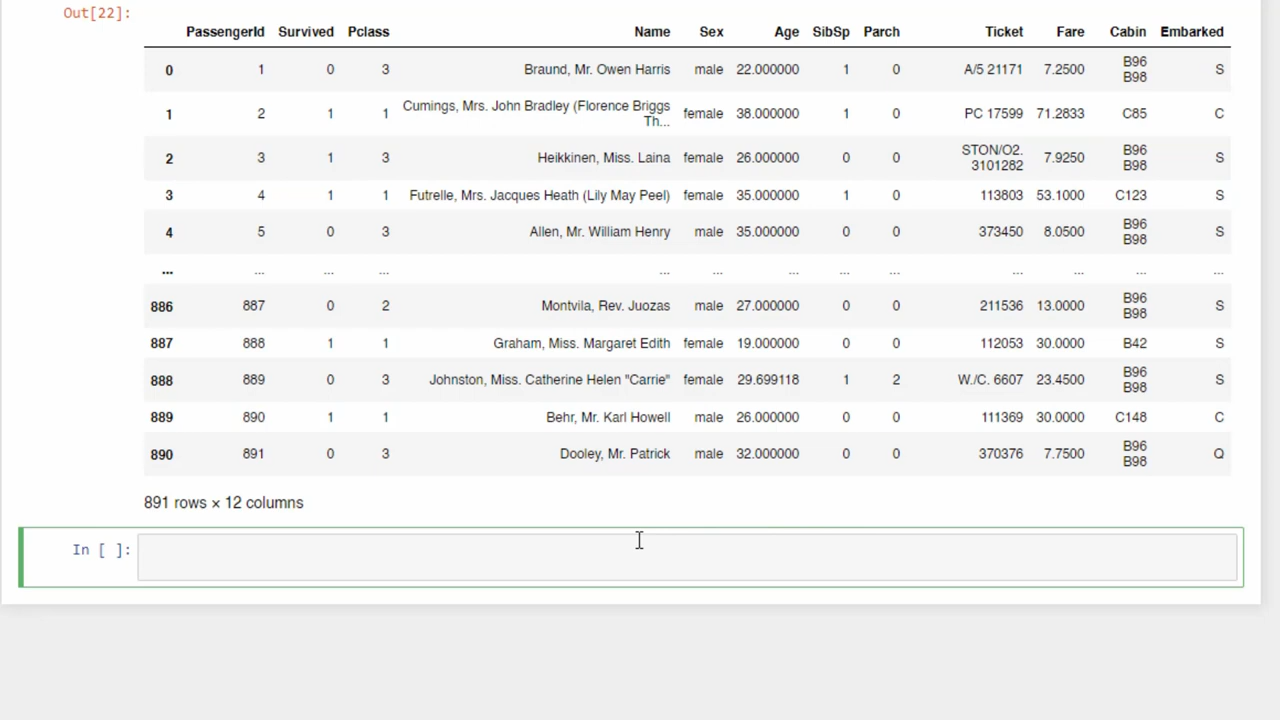 Out[22]:
PassengerId Survived Pclass Name Sex Age SibSp Parch Ticket Fare Cabin Embarked
0 1 0 3 Braund, Mr. Owen Harris male 22.000000 1 0 A/5 21171 7.2500 B96 B98 S
1 2 1 1 Cumings, Mrs. John Bradley (Florence Briggs Th... female 38.000000 1 0 PC 17599 71.2833 C85 C
2 3 1 3 Heikkinen, Miss. Laina female 26.000000 0 0 STON/O2. 3101282 7.9250 B96 B98 S
3 4 1 1 Futrelle, Mrs. Jacques Heath (Lily May Peel) female 35.000000 1 0 113803 53.1000 C123 S
4 5 0 3 Allen, Mr. William Henry male 35.000000 0 0 373450 8.0500 B96 B98 S
... ... ... ... ... ... ... ... ... ... ... ... ...
886 887 0 2 Montvila, Rev. Juozas male 27.000000 0 0 211536 13.0000 B96 B98 S
887 888 1 1 Graham, Miss. Margaret Edith female 19.000000 0 0 112053 30.0000 B42 S
888 889 0 3 Johnston, Miss. Catherine Helen "Carrie" female 29.699118 1 2 W./C. 6607 23.4500 B96 B98 S
889 890 1 1 Behr, Mr. Karl Howell male 26.000000 0 0 111369 30.0000 C148 C
890 891 0 3 Dooley, Mr. Patrick male 32.000000 0 0 370376 7.7500 B96 B98 Q
891 rows × 12 columns
In [ ]: